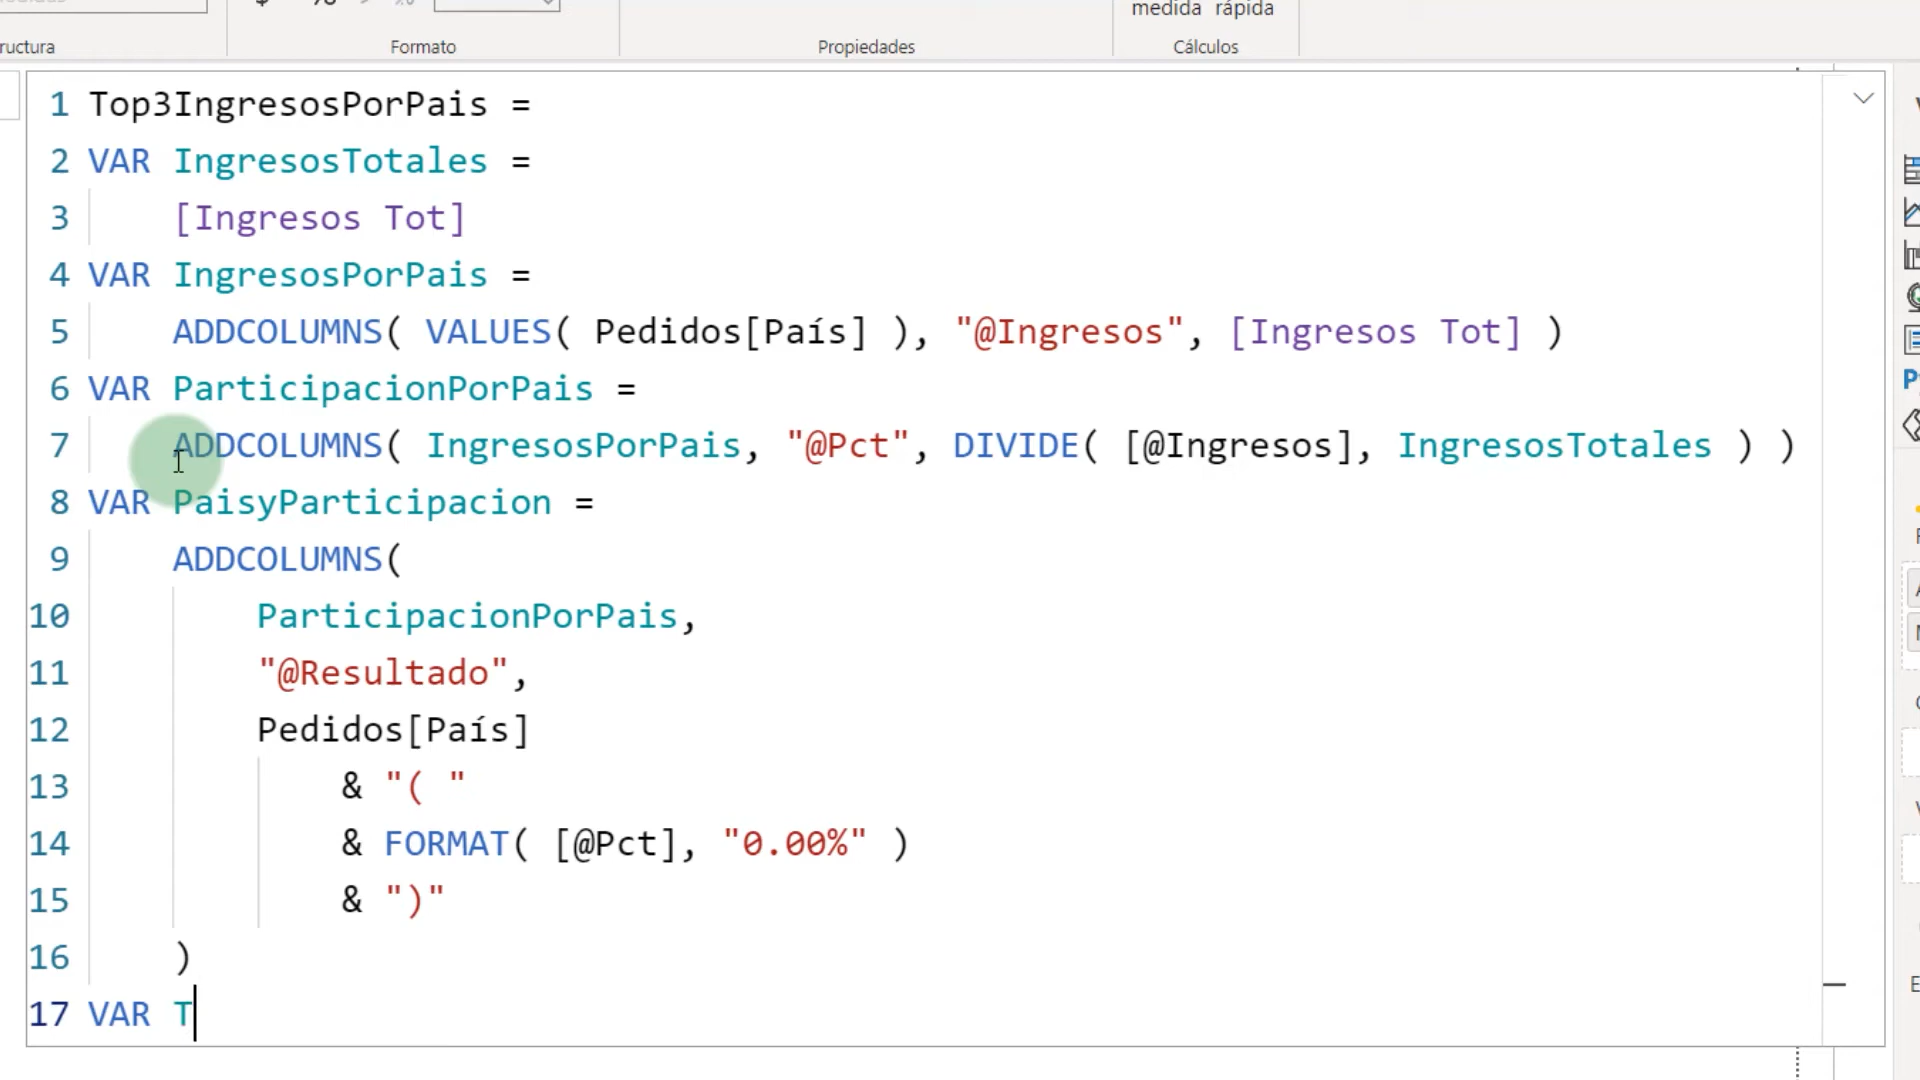 medida rápida
ructura
Formato
Propiedades
Cálculos
1 Top3IngresosPorPais =
2 VAR IngresosTotales =
3 [Ingresos Tot]
4 VAR IngresosPorPais =
5 ADDCOLUMNS( VALUES( Pedidos[País] ), "@Ingresos", [Ingresos Tot] )
6 VAR ParticipacionPorPais =
7 ADDCOLUMNS( IngresosPorPais, "@Pct", DIVIDE( [@Ingresos], IngresosTotales ) )
8 VAR PaisyParticipacion =
9 ADDCOLUMNS(
10 ParticipacionPorPais,
11 "@Resultado",
12 Pedidos[País]
13 & "( "
14 & FORMAT( [@Pct], "0.00%" )
15 & ")"
16 )
17 VAR T